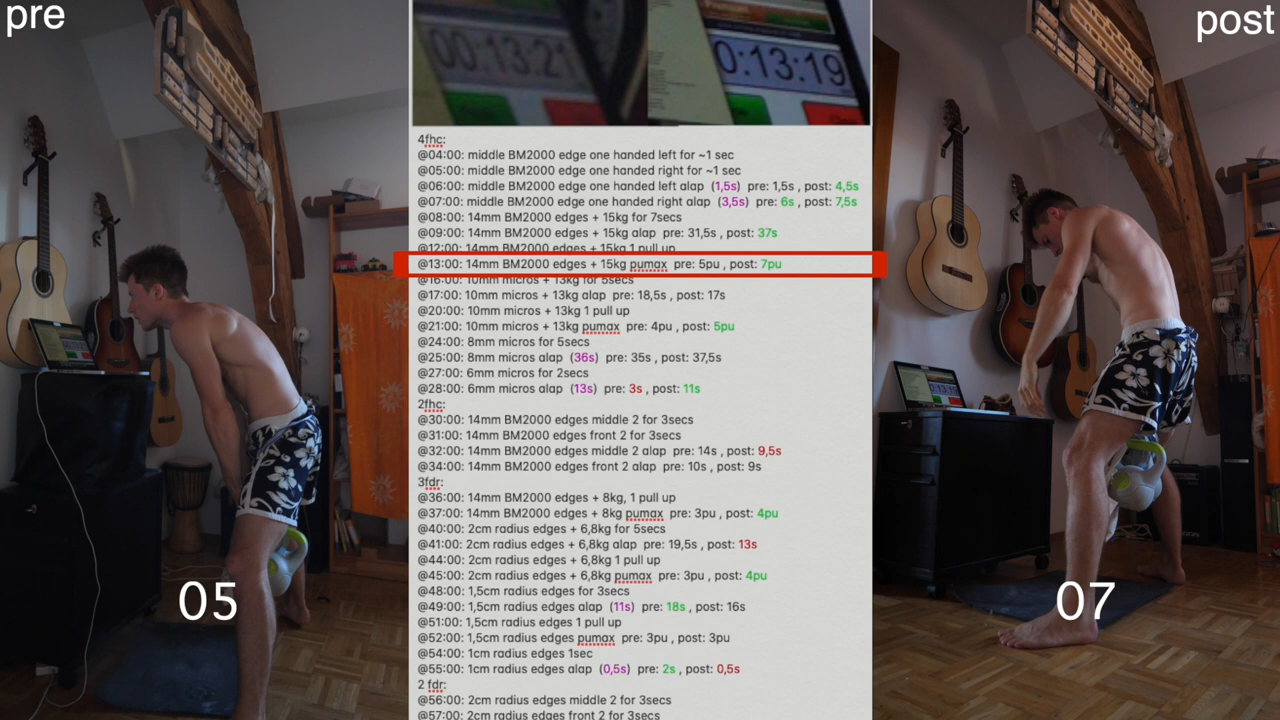 pre
post
00:13:21
0:13:19
4fhc:
@04:00: middle BM2000 edge one handed left for ~1 sec
@05:00: middle BM2000 edge one handed right for ~1 sec
@06:00: middle BM2000 edge one handed left alap (1,5s) pre: 1,5s , post: 4,5s
@07:00: middle BM2000 edge one handed right alap (3,5s) pre: 6s , post: 7,5s
@08:00: 14mm BM2000 edges + 15kg for 7secs
@09:00: 14mm BM2000 edges + 15kg alap pre: 31,5s , post: 37s
@12:00: 14mm BM2000 edges + 15kg 1 pull up
@13:00: 14mm BM2000 edges + 15kg pumax pre: 5pu , post: 7pu
@16:00: 10mm micros + 13kg for 5secs
@17:00: 10mm micros + 13kg alap pre: 18,5s , post: 17s
@20:00: 10mm micros + 13kg 1 pull up
@21:00: 10mm micros + 13kg pumax pre: 4pu , post: 5pu
@24:00: 8mm micros for 5secs
@25:00: 8mm micros alap (36s) pre: 35s , post: 37,5s
@27:00: 6mm micros for 2secs
@28:00: 6mm micros alap (13s) pre: 3s , post: 11s
2fhc:
@30:00: 14mm BM2000 edges middle 2 for 3secs
@31:00: 14mm BM2000 edges front 2 for 3secs
@32:00: 14mm BM2000 edges middle 2 alap pre: 14s , post: 9,5s
@34:00: 14mm BM2000 edges front 2 alap pre: 10s , post: 9s
3fdr:
@36:00: 14mm BM2000 edges + 8kg, 1 pull up
@37:00: 14mm BM2000 edges + 8kg pumax pre: 3pu , post: 4pu
@40:00: 2cm radius edges + 6,8kg for 5secs
@41:00: 2cm radius edges + 6,8kg alap pre: 19,5s , post: 13s
@44:00: 2cm radius edges + 6,8kg 1 pull up
@45:00: 2cm radius edges + 6,8kg pumax pre: 3pu , post: 4pu
@48:00: 1,5cm radius edges for 3secs
@49:00: 1,5cm radius edges alap (11s) pre: 18s , post: 16s
@51:00: 1,5cm radius edges 1 pull up
@52:00: 1,5cm radius edges pumax pre: 3pu , post: 3pu
@54:00: 1cm radius edges 1sec
@55:00: 1cm radius edges alap (0,5s) pre: 2s , post: 0,5s
2 fdr:
@56:00: 2cm radius edges middle 2 for 3secs
@57:00: 2cm radius edges front 2 for 3secs
05
07